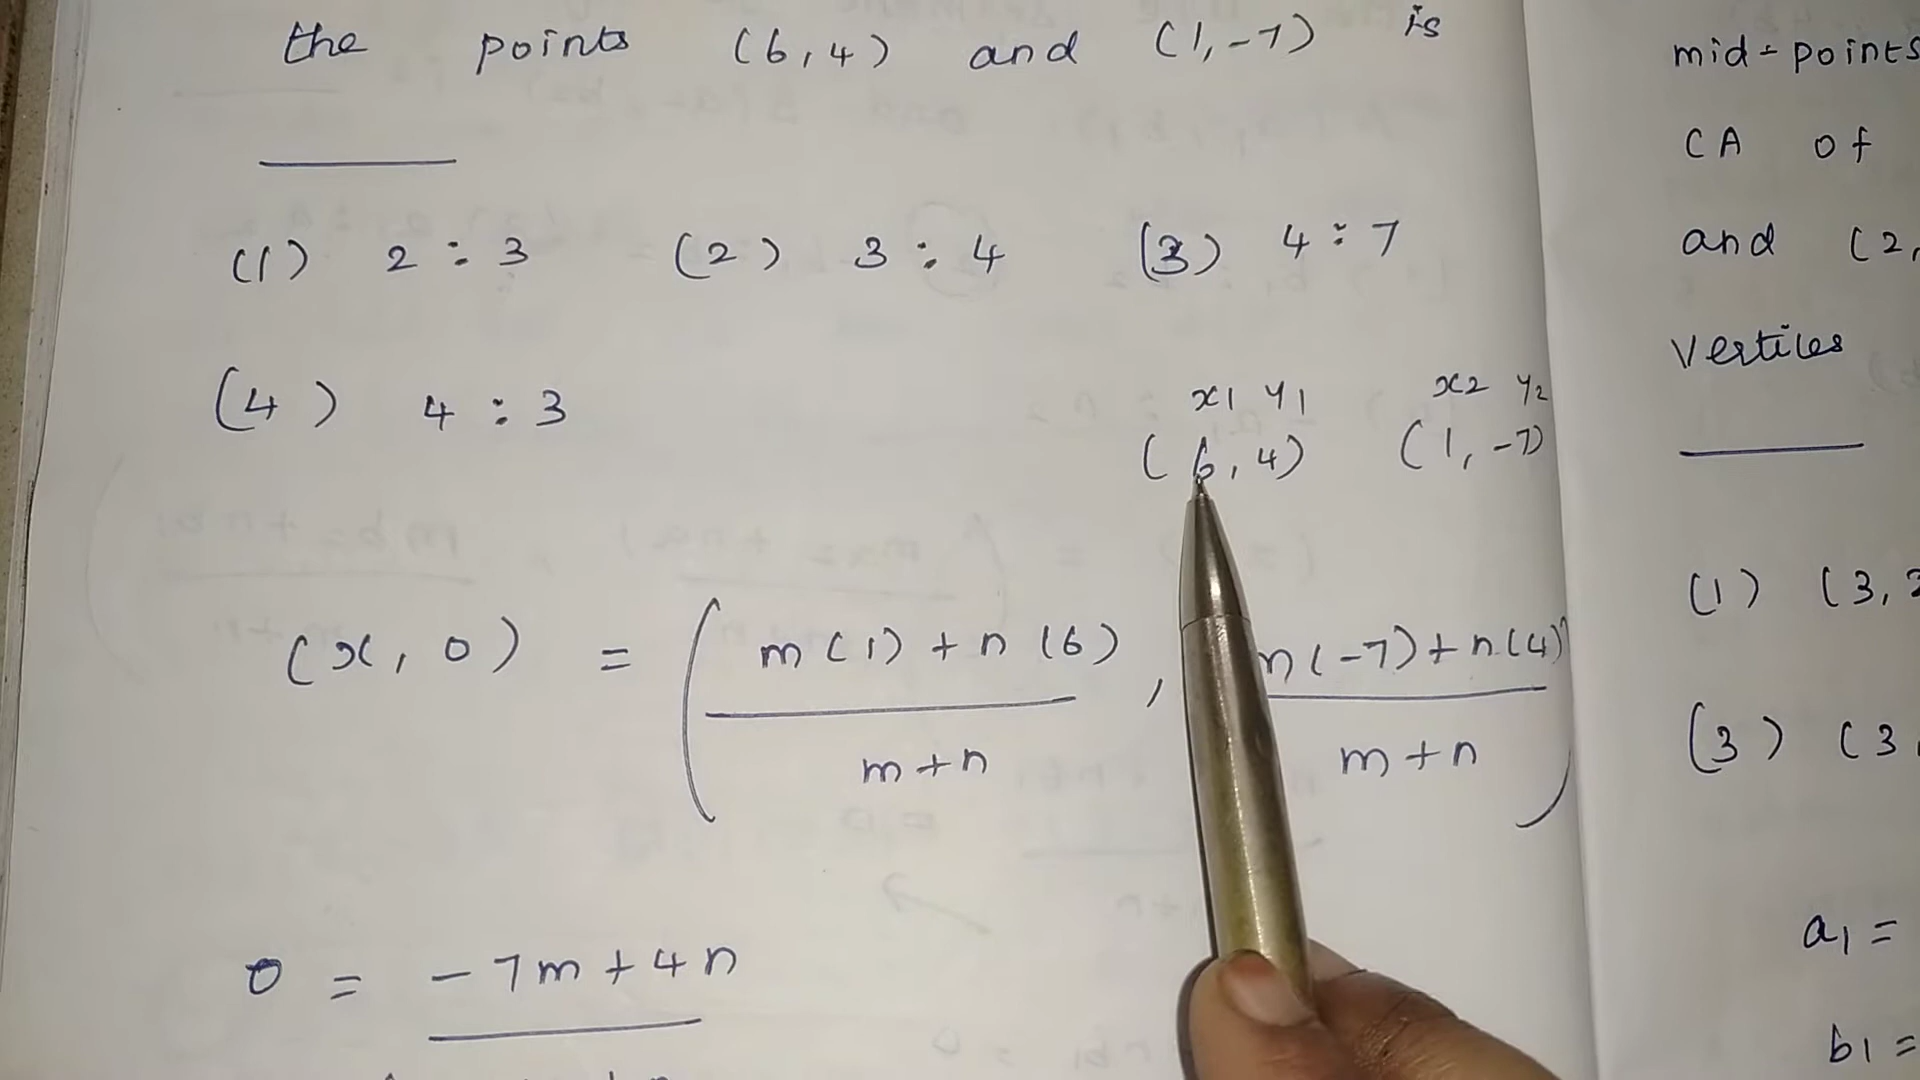 the points (6,4) and (1,-7) is
(1) 2 : 3 (2) 3 : 4 (3) 4 : 7
(4) 4 : 3
x1 y1 x2 y2
(6,4) (1,-7)
(x, 0) = ( m(1) + n(6) , m(-7) + n(4) )
m+n m+n
0 = -7m + 4n
mid-points
CA of
and (2,
vertices
(1) (3,
(3) (3
a1 =
b1 =